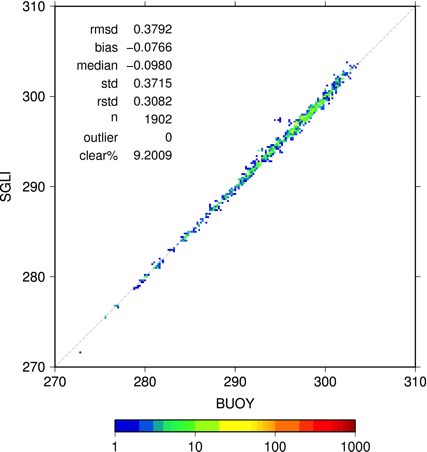 310
rmsd 0.3792
bias −0.0766
median −0.0980
std 0.3715
rstd 0.3082
n 1902
outlier 0
clear% 9.2009
300
SGLI
290
280
270
270 280 290 300 310
BUOY
1 10 100 1000